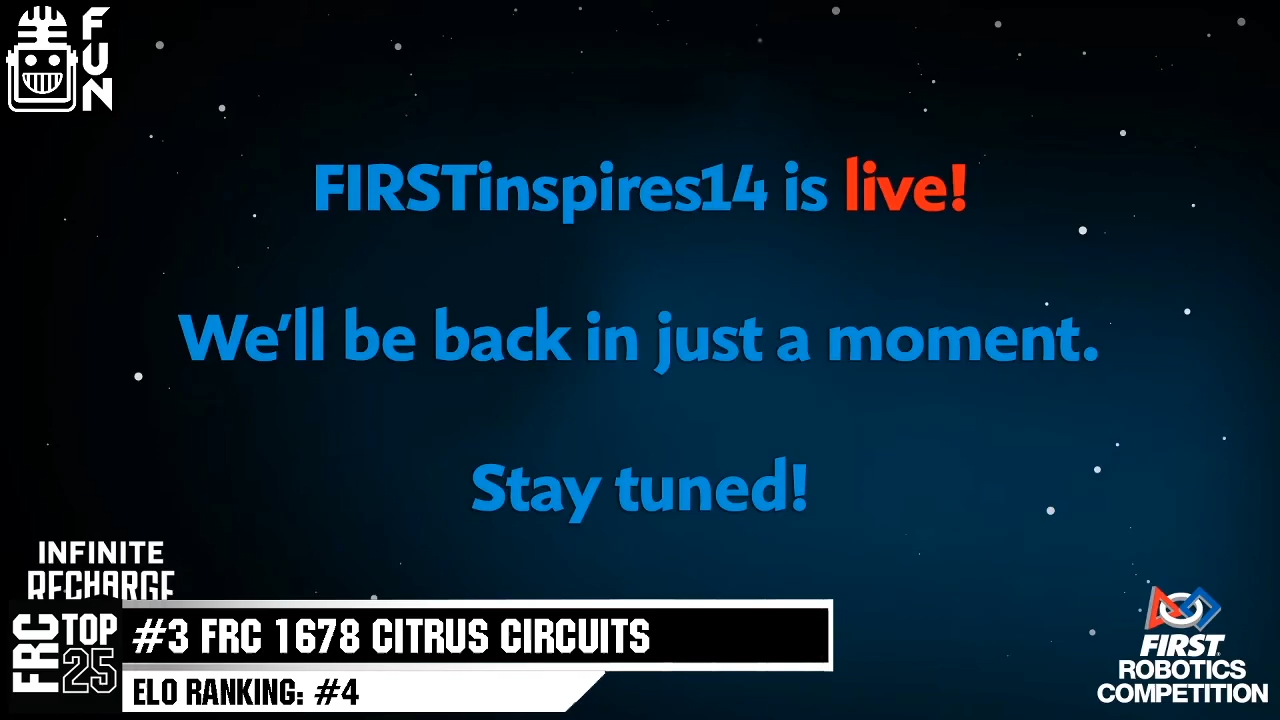 FUN
FIRSTinspires14 is live!
We'll be back in just a moment.
Stay tuned!
INFINITE
RECHARGE
FRC TOP 25
#3 FRC 1678 CITRUS CIRCUITS
ELO RANKING: #4
FIRST
ROBOTICS
COMPETITION